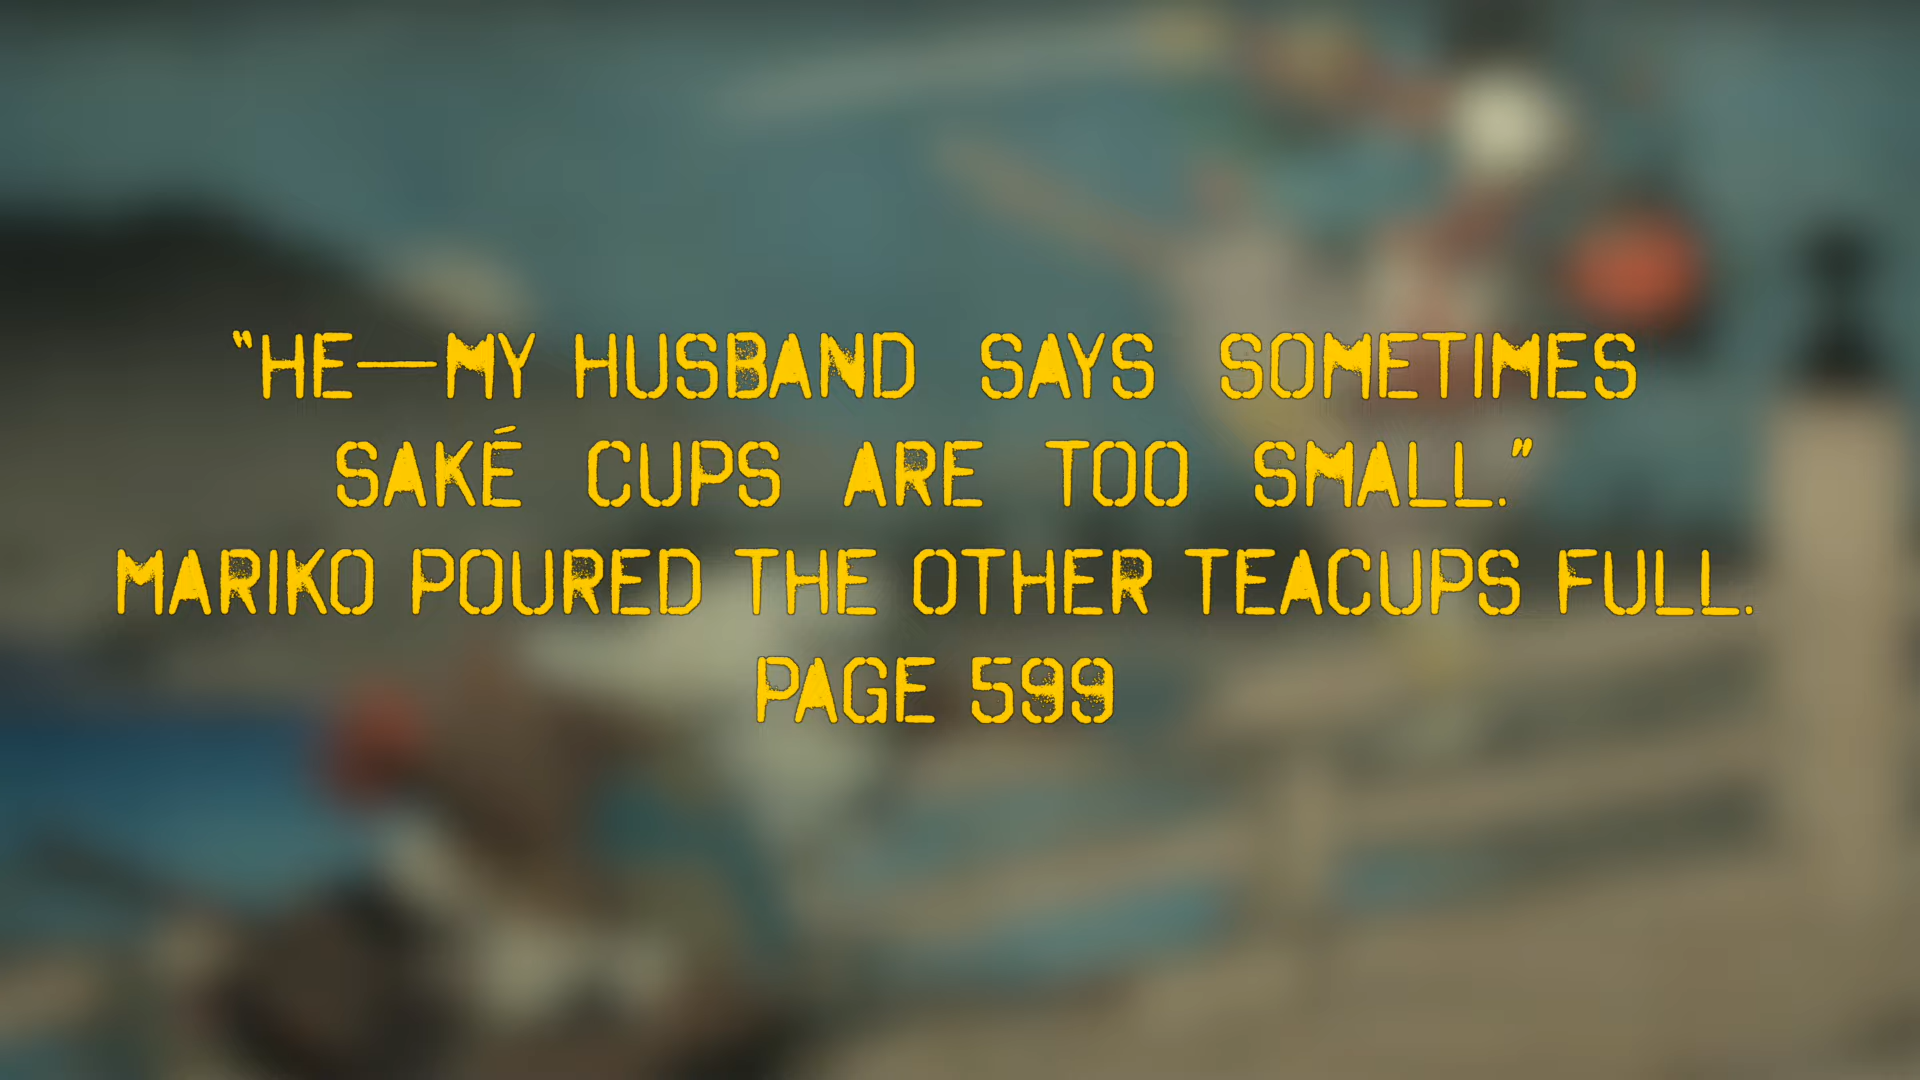 “HE—MY HUSBAND SAYS SOMETIMES
SAKÉ CUPS ARE TOO SMALL.”
MARIKO POURED THE OTHER TEACUPS FULL.
PAGE 599